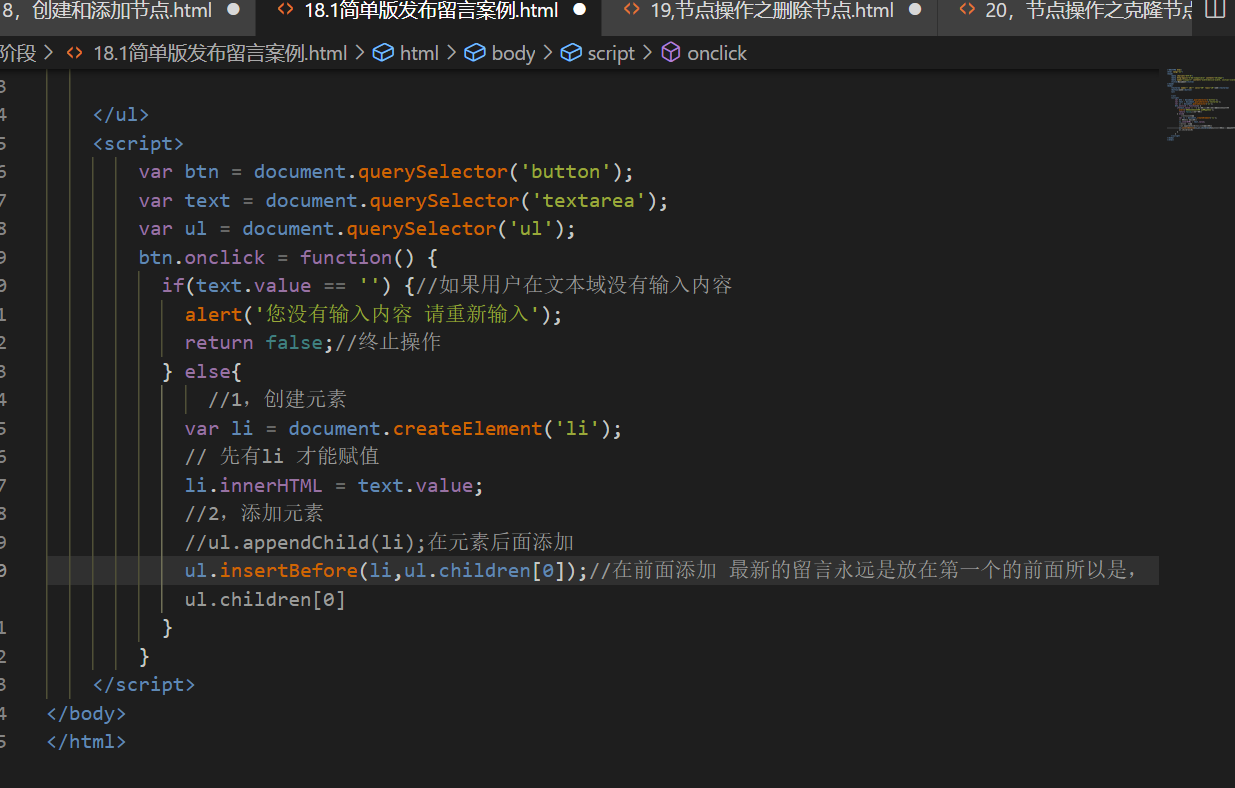 8，创建和添加节点.html ● <> 18.1简单版发布留言案例.html ● <> 19,节点操作之删除节点.html ● <> 20，节点操作之克隆节
阶段 > <> 18.1简单版发布留言案例.html > html > body > script > onclick
3
4 </ul>
5 <script>
6 var btn = document.querySelector('button');
7 var text = document.querySelector('textarea');
8 var ul = document.querySelector('ul');
9 btn.onclick = function() {
0 if(text.value == '') {//如果用户在文本域没有输入内容
1 alert('您没有输入内容 请重新输入');
2 return false;//终止操作
3 } else{
4 //1，创建元素
5 var li = document.createElement('li');
6 // 先有li 才能赋值
7 li.innerHTML = text.value;
8 //2，添加元素
9 //ul.appendChild(li);在元素后面添加
0 ul.insertBefore(li,ul.children[0]);//在前面添加 最新的留言永远是放在第一个的前面所以是，
ul.children[0]
1 }
2 }
3 </script>
4 </body>
5 </html>